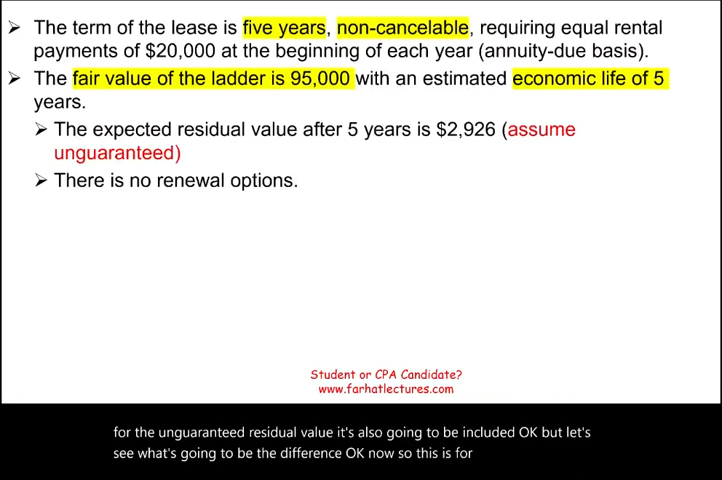 ➢ The term of the lease is five years, non-cancelable, requiring equal rental
payments of $20,000 at the beginning of each year (annuity-due basis).
➢ The fair value of the ladder is 95,000 with an estimated economic life of 5
years.
➢ The expected residual value after 5 years is $2,926 (assume
unguaranteed)
➢ There is no renewal options.
Student or CPA Candidate?
www.farhatlectures.com
for the unguaranteed residual value it's also going to be included OK but let's
see what's going to be the difference OK now so this is for